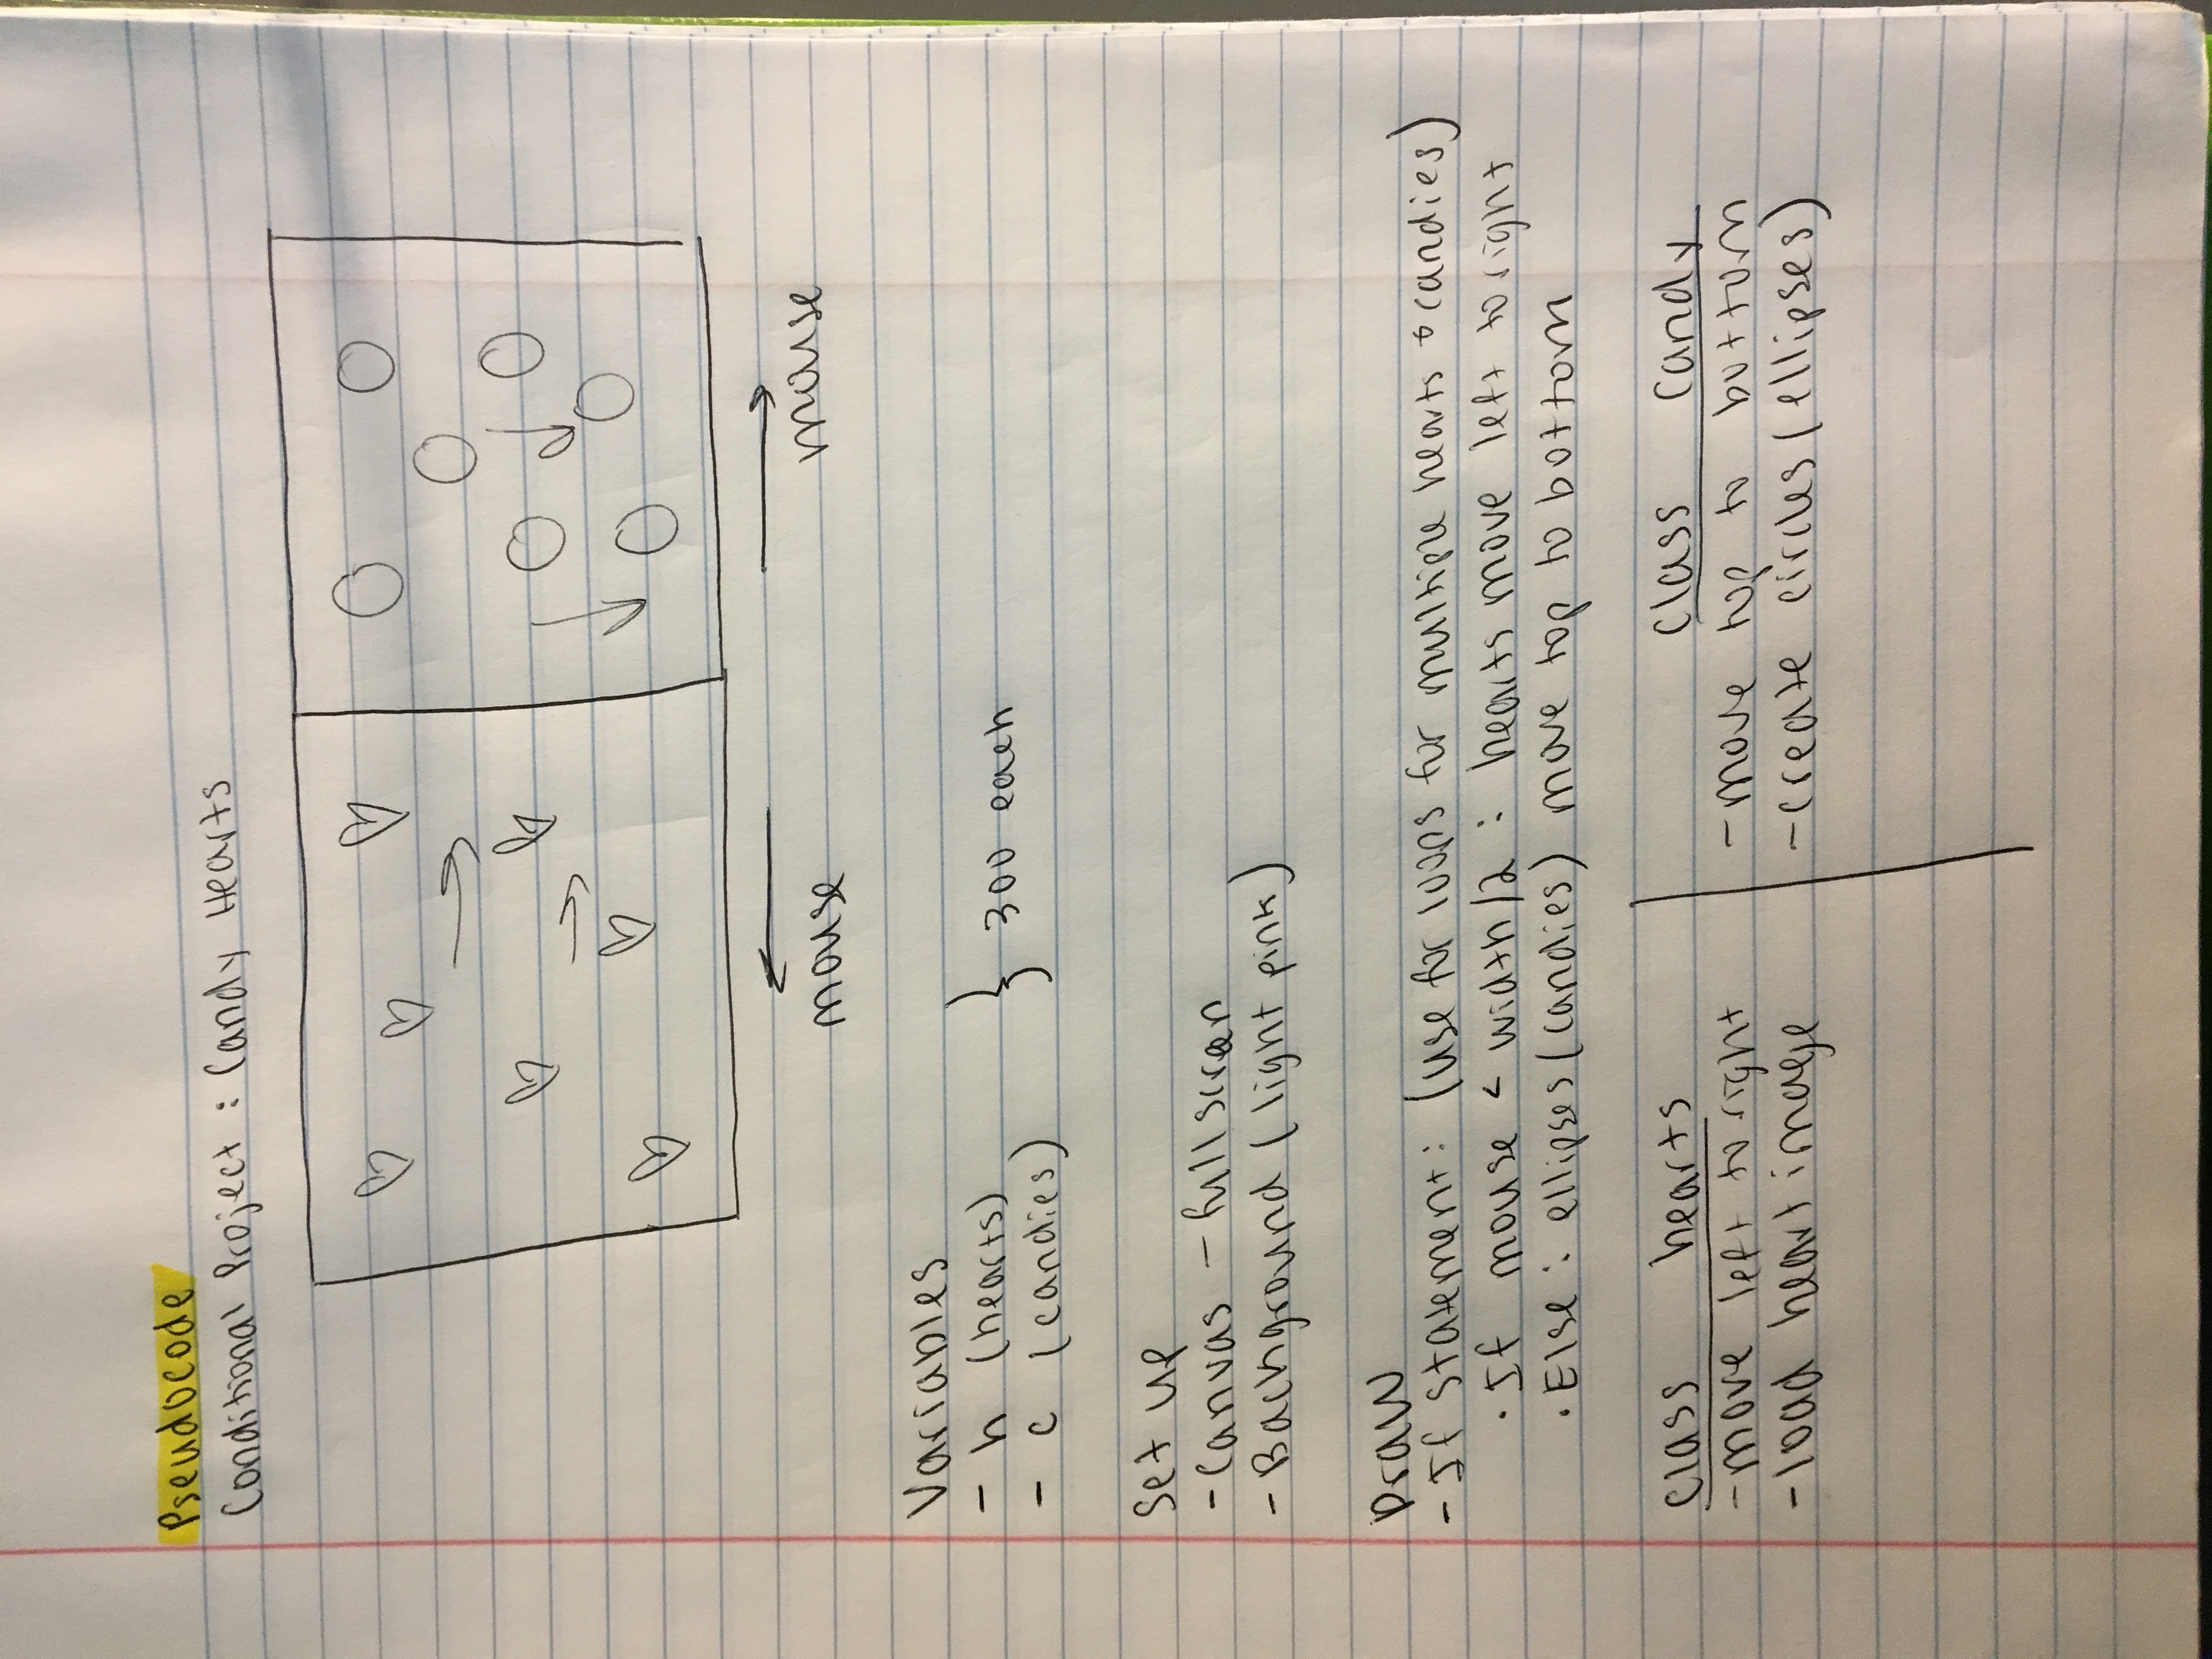 Pseudocode
Conditional Project : Candy Hearts
mouse
mouse
Variables
- h (hearts)
- c (candies)
} 300 each
Set up
- Canvas - fullscreen
- Background (light pink)
Draw
- If statement: (use for loops for multiple hearts & candies)
· If mouse < width/2 : hearts move left to right
· Else : ellipses (candies) move top to bottom
class hearts
- move left to right
- load heart image
class candy
- move top to bottom
- create circles (ellipses)